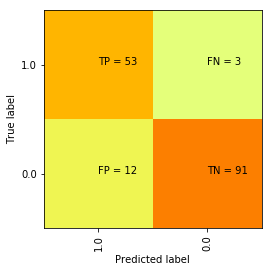 1.0
TP = 53
FN = 3
True label
0.0
FP = 12
TN = 91
1.0
0.0
Predicted label